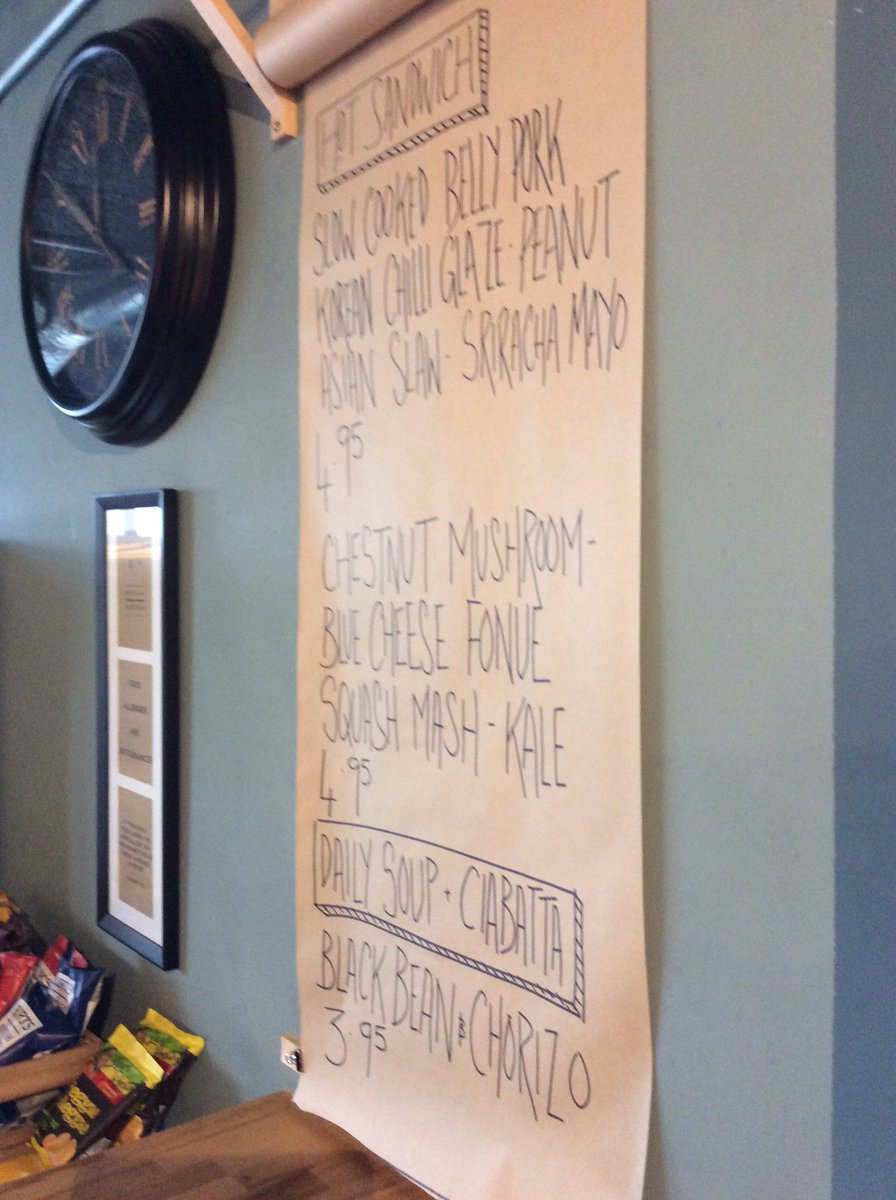 HOT SANDWICH
SLOW COOKED BELLY PORK
KOREAN CHILLI GLAZE - PEANUT
ASIAN SLAW - SRIRACHA MAYO
4.95
CHESTNUT MUSHROOM -
BLUE CHEESE FONUE
SQUASH MASH - KALE
4.95
DAILY SOUP + CIABATTA
BLACK BEAN & CHORIZO
3.95